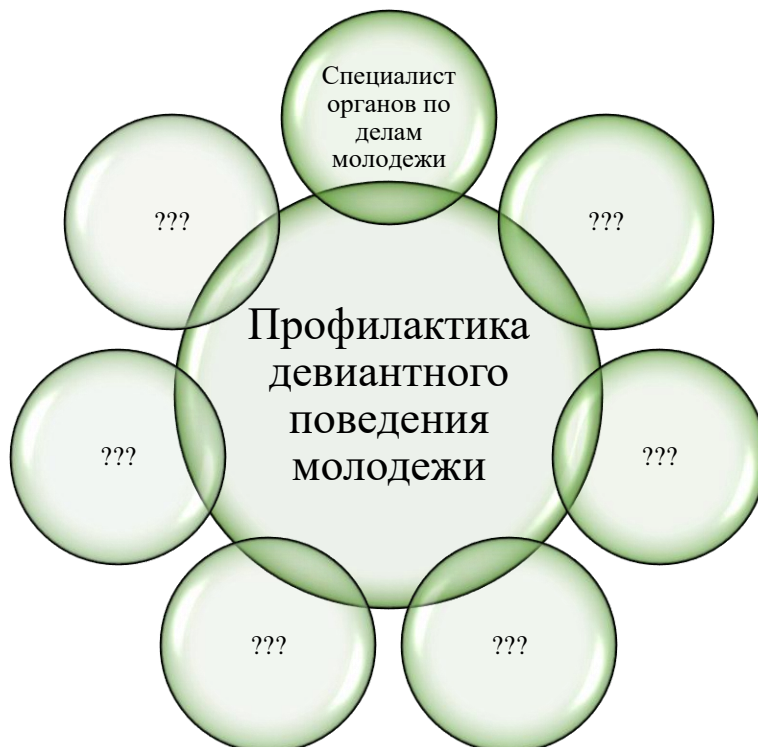 Специалист
органов по
делам
молодежи
???
???
Профилактика
девиантного
поведения
молодежи
???
???
???
???